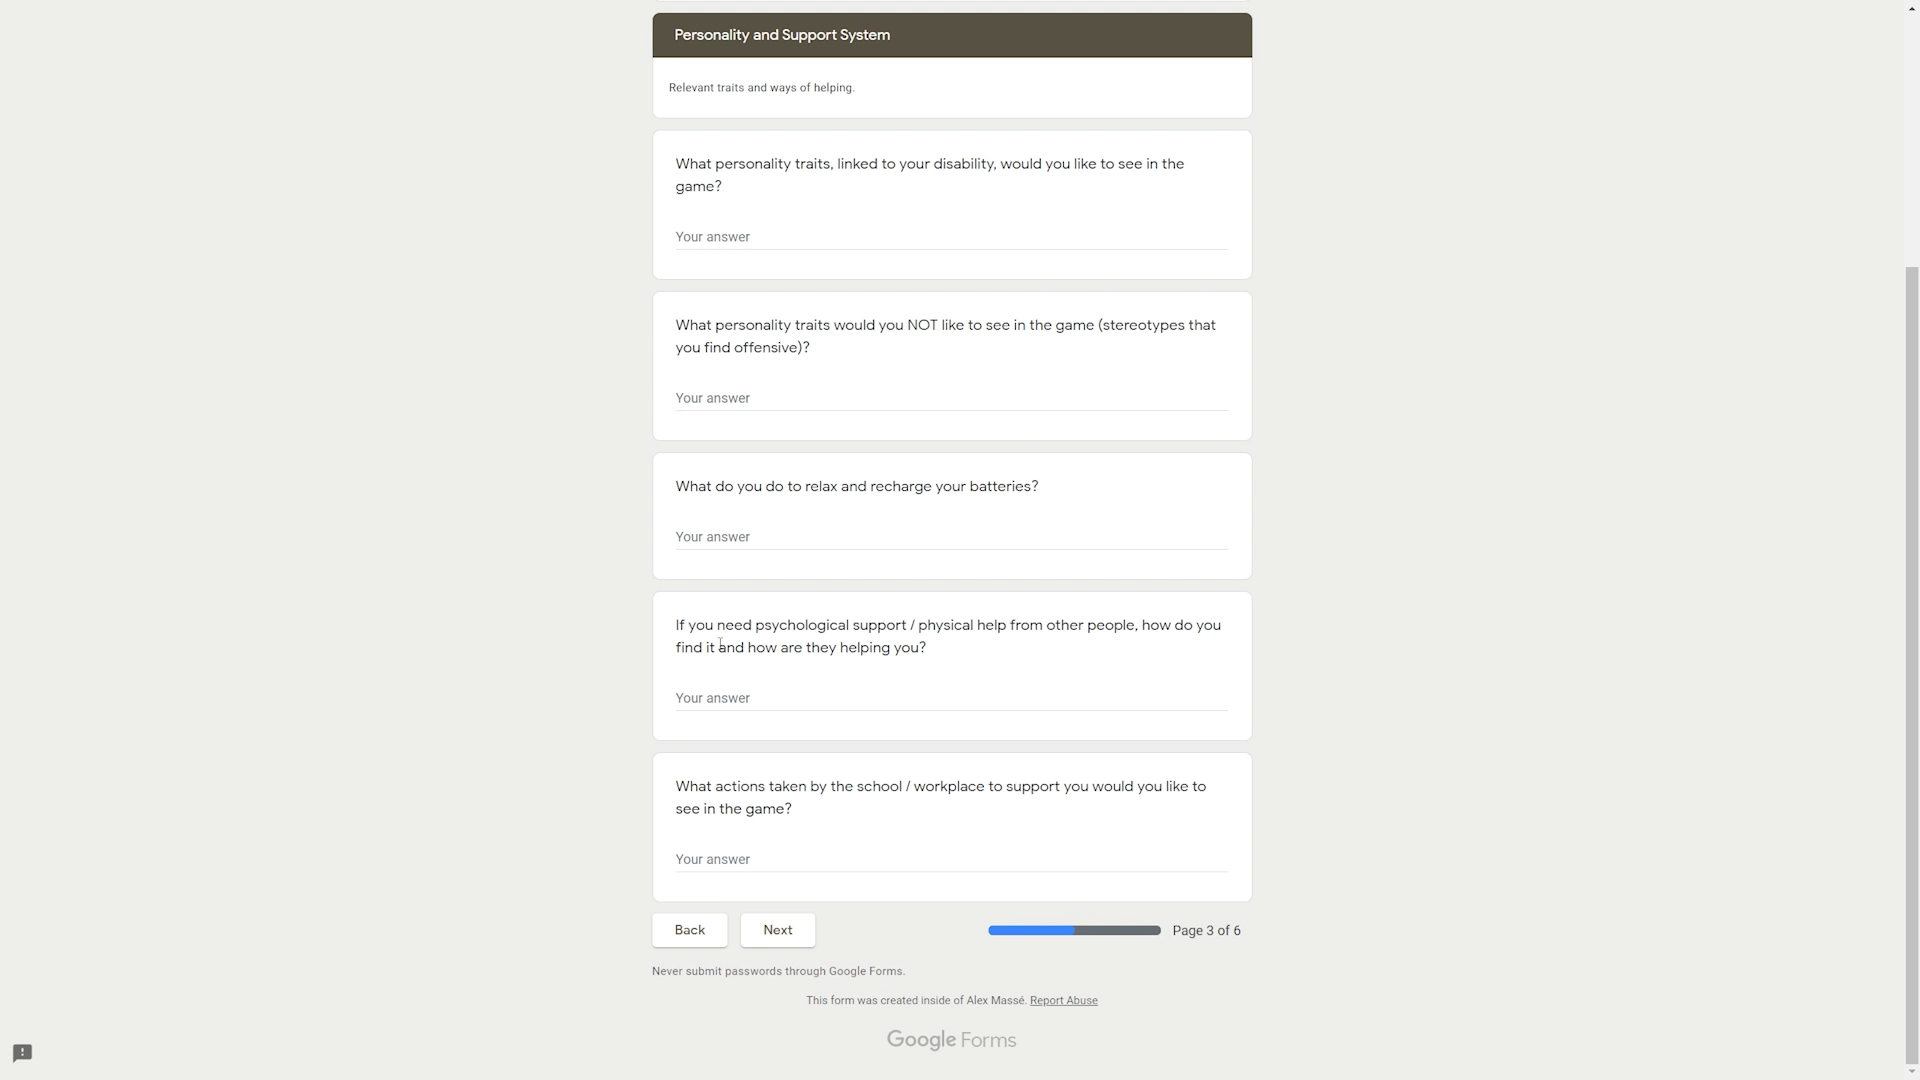 Personality and Support System
Relevant traits and ways of helping.
What personality traits, linked to your disability, would you like to see in the
game?
Your answer
What personality traits would you NOT like to see in the game (stereotypes that
you find offensive)?
Your answer
What do you do to relax and recharge your batteries?
Your answer
If you need psychological support / physical help from other people, how do you
find it and how are they helping you?
Your answer
What actions taken by the school / workplace to support you would you like to
see in the game?
Your answer
Back
Next
Page 3 of 6
Never submit passwords through Google Forms.
This form was created inside of Alex Massé. Report Abuse
Google Forms